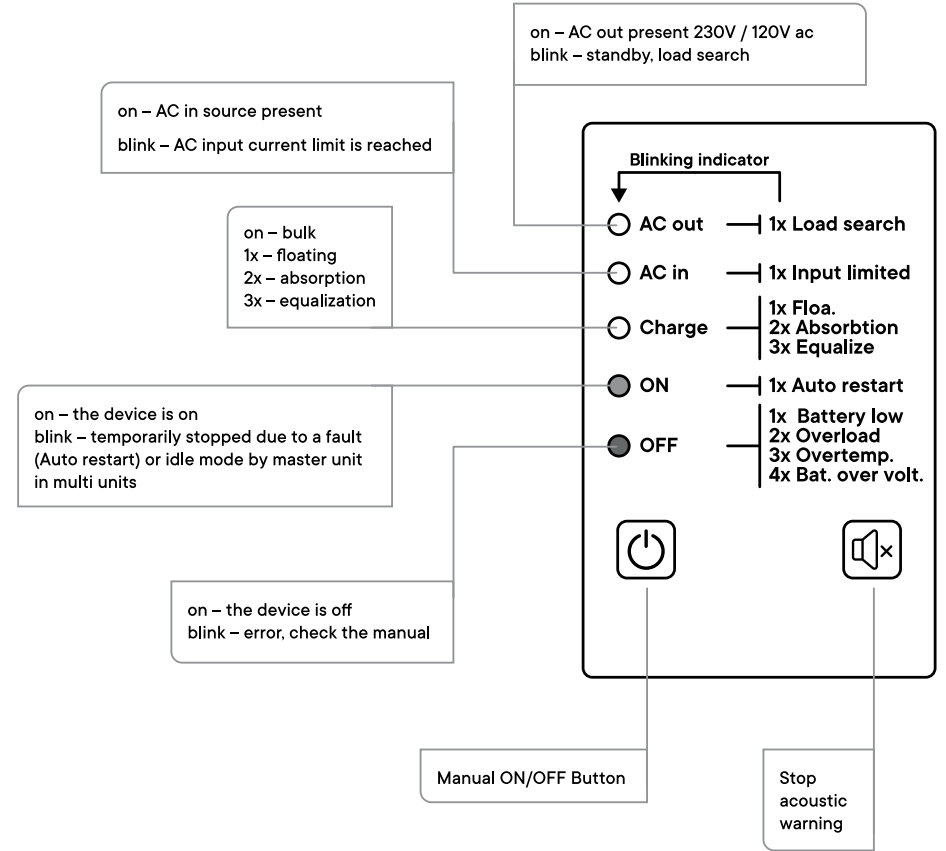 on – AC out present 230V / 120V ac
blink – standby, load search
on – AC in source present
blink – AC input current limit is reached
on – bulk
1x – floating
2x – absorption
3x – equalization
on – the device is on
blink – temporarily stopped due to a fault
(Auto restart) or idle mode by master unit
in multi units
on – the device is off
blink – error, check the manual
Blinking indicator
AC out
1x Load search
AC in
1x Input limited
Charge
1x Floa.
2x Absorbtion
3x Equalize
ON
1x Auto restart
OFF
1x Battery low
2x Overload
3x Overtemp.
4x Bat. over volt.
Manual ON/OFF Button
Stop
acoustic
warning